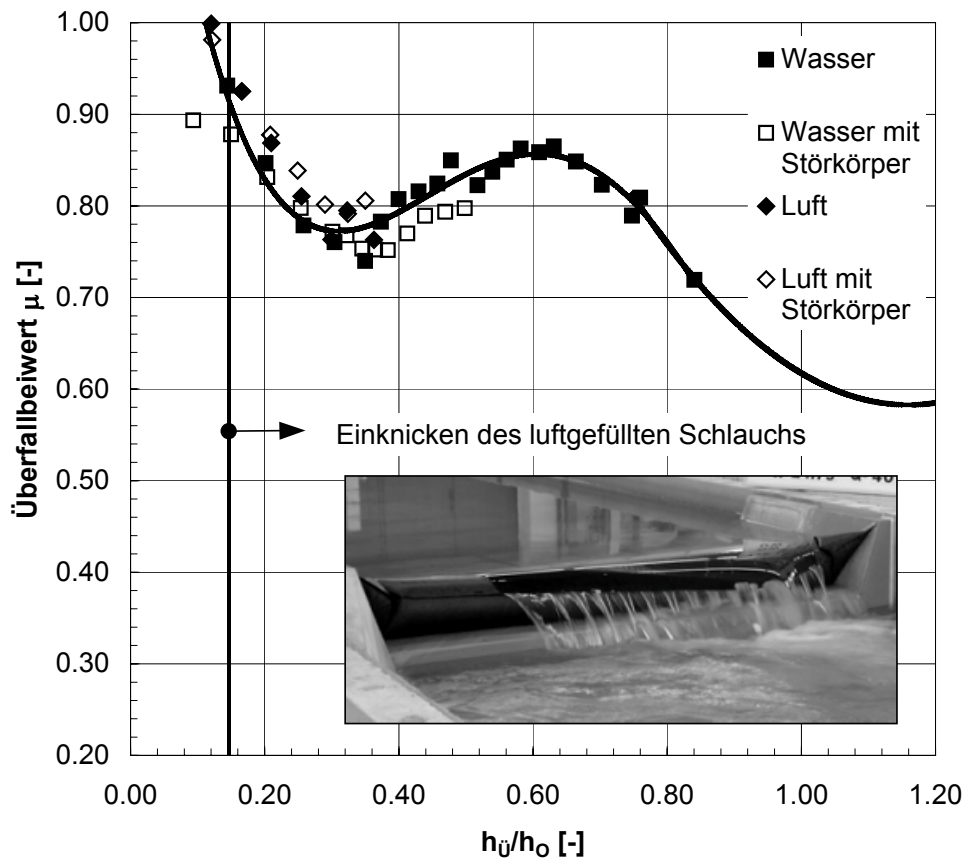 1.00
0.90
0.80
0.70
0.60
0.50
0.40
0.30
0.20
Überfallbeiwert μ [-]
Wasser
Wasser mit
Störkörper
Luft
Luft mit
Störkörper
Einknicken des luftgefüllten Schlauchs
0.00 0.20 0.40 0.60 0.80 1.00 1.20
hÜ/hO [-]